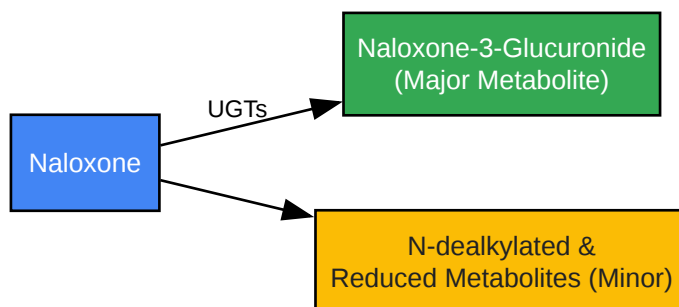 Naloxone-3-Glucuronide
(Major Metabolite)
UGTs
Naloxone
N-dealkylated &
Reduced Metabolites (Minor)